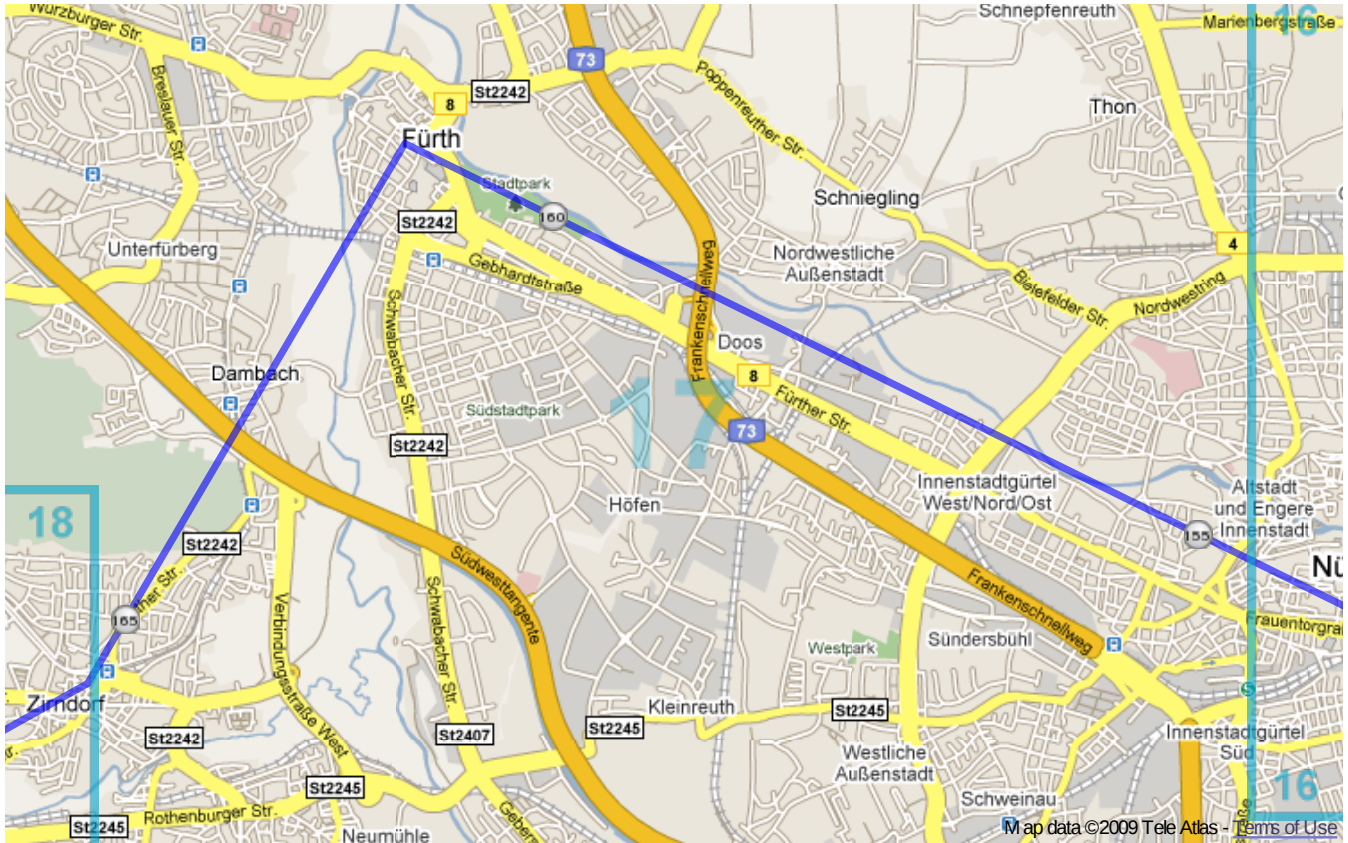 Würzburger Str.
Schnepfenreuth
16
Marienbergstraße
73
Breslauer Str.
St2242
Poppenreuther Str.
8
Thon
Fürth
Stadtpark
Schniegling
160
St2242
Unterfürberg
Gebhardtstraße
Frankenschnellweg
Nordwestliche
Außenstadt
4
Bielefelder Str.
Nordwestring
Schwabacher Str.
Doos
Dambach
8
Südstadtpark
17
Fürther Str.
73
St2242
Innenstadtgürtel
West/Nord/Ost
Altstadt
und Engere
Innenstadt
18
Höfen
155
St2242
Südwesttangente
Frankenschnellweg
165
ther Str.
Verbindungsstraße West
Schwabacher Str.
Westpark
Sündersbühl
Frauentorgra
Zirndorf
Kleinreuth
St2245
S
St2242
St2407
St2245
Innenstadtgürtel
Süd
Westliche
Außenstadt
St2245
16
Rothenburger Str.
Schweinau
St2245
Neumühle
Map data ©2009 Tele Atlas - Terms of Use